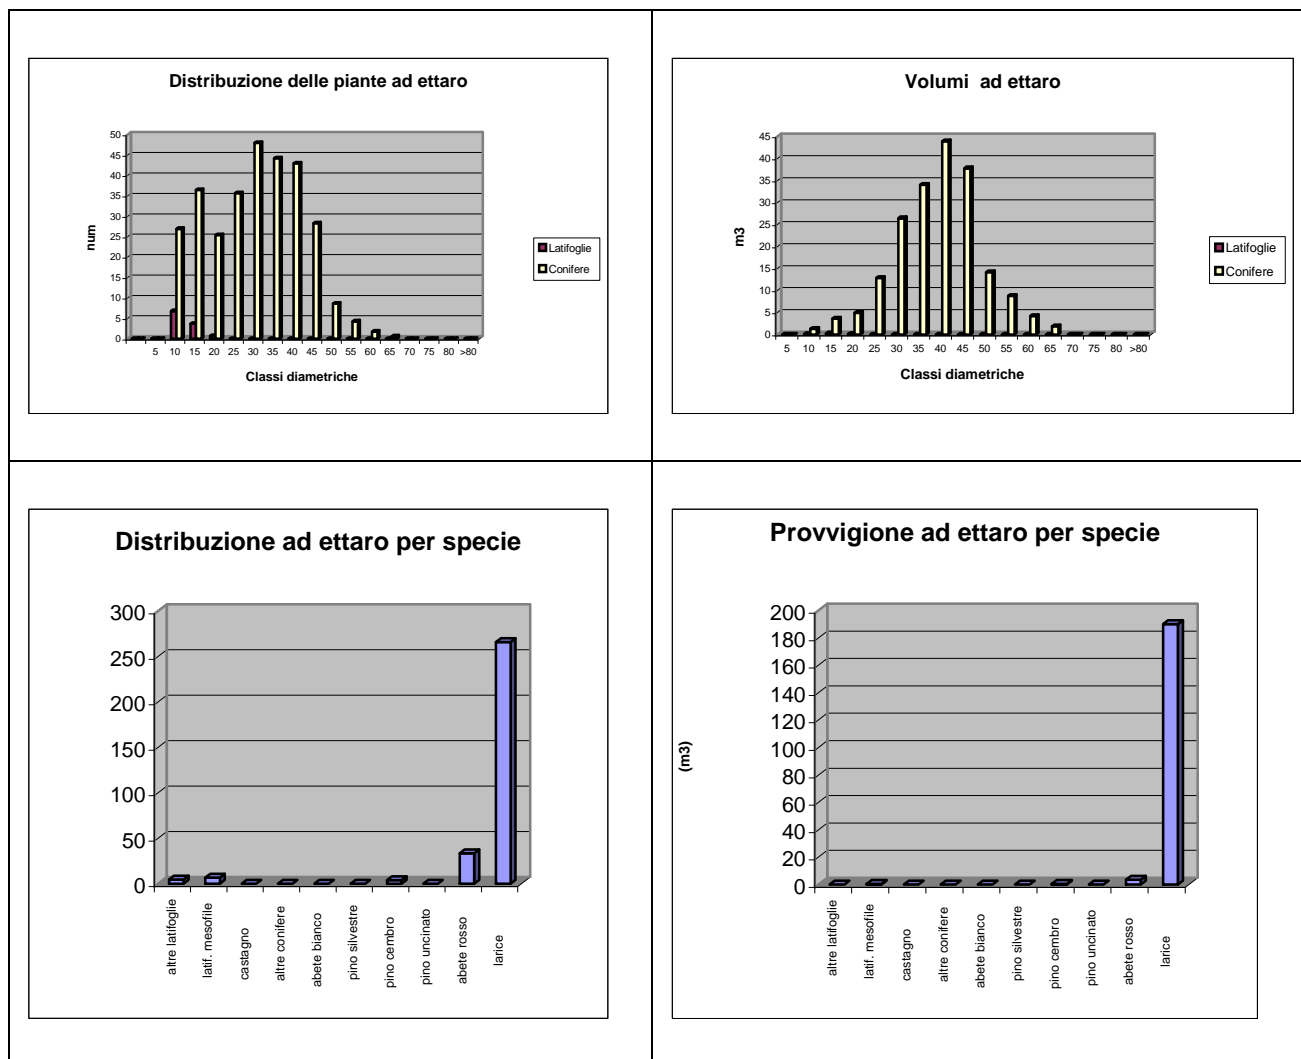 Distribuzione delle piante ad ettaro
50
45
40
35
30
25
20
15
10
5
0
num
5 10 15 20 25 30 35 40 45 50 55 60 65 70 75 80 >80
Classi diametriche
Latifoglie
Conifere
Volumi ad ettaro
45
40
35
30
25
20
15
10
5
0
m3
5 10 15 20 25 30 35 40 45 50 55 60 65 70 75 80 >80
Classi diametriche
Latifoglie
Conifere
Distribuzione ad ettaro per specie
300
250
200
150
100
50
0
altre latifoglie
latif. mesofile
castagno
altre conifere
abete bianco
pino silvestre
pino cembro
pino uncinato
abete rosso
larice
Provvigione ad ettaro per specie
200
180
160
140
120
100
80
60
40
20
0
(m3)
altre latifoglie
latif. mesofile
castagno
altre conifere
abete bianco
pino silvestre
pino cembro
pino uncinato
abete rosso
larice